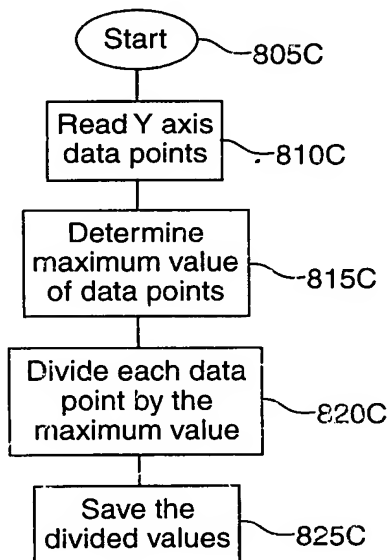 Start
805C
Read Y axis
data points
810C
Determine
maximum value
of data points
815C
Divide each data
point by the
maximum value
820C
Save the
divided values
825C